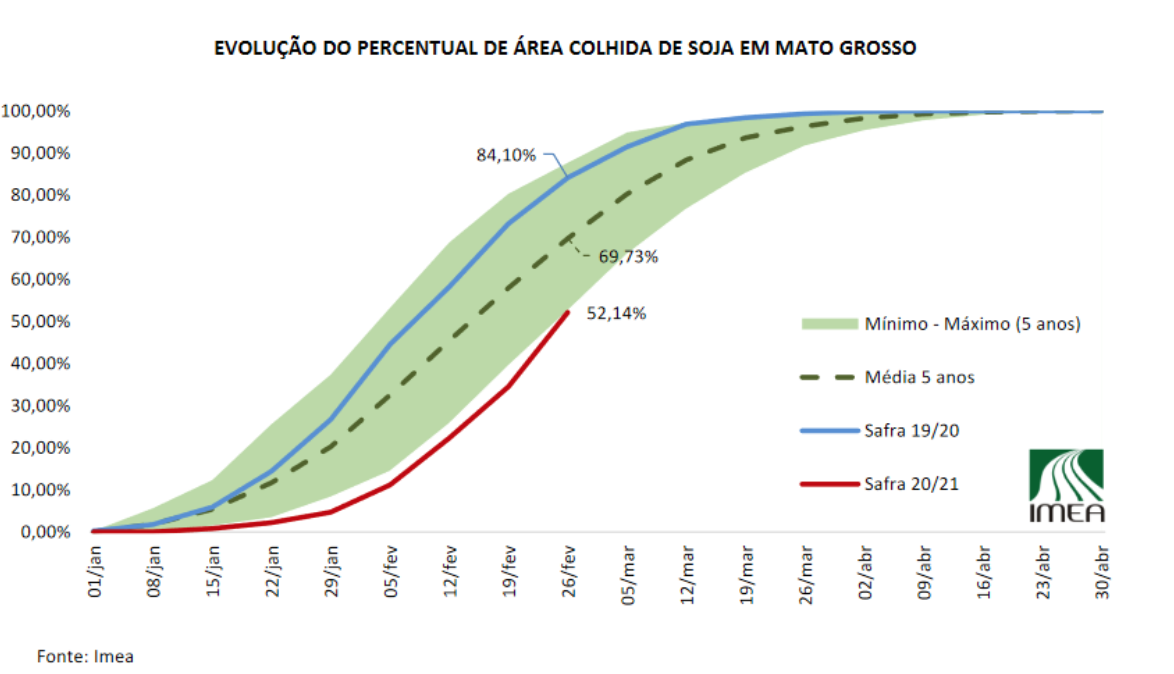 EVOLUÇÃO DO PERCENTUAL DE ÁREA COLHIDA DE SOJA EM MATO GROSSO
100,00%
90,00%
80,00%
70,00%
60,00%
50,00%
40,00%
30,00%
20,00%
10,00%
0,00%
84,10%
69,73%
52,14%
Mínimo - Máximo (5 anos)
Média 5 anos
Safra 19/20
Safra 20/21
IMEA
01/jan
08/jan
15/jan
22/jan
29/jan
05/fev
12/fev
19/fev
26/fev
05/mar
12/mar
19/mar
26/mar
02/abr
09/abr
16/abr
23/abr
30/abr
Fonte: Imea